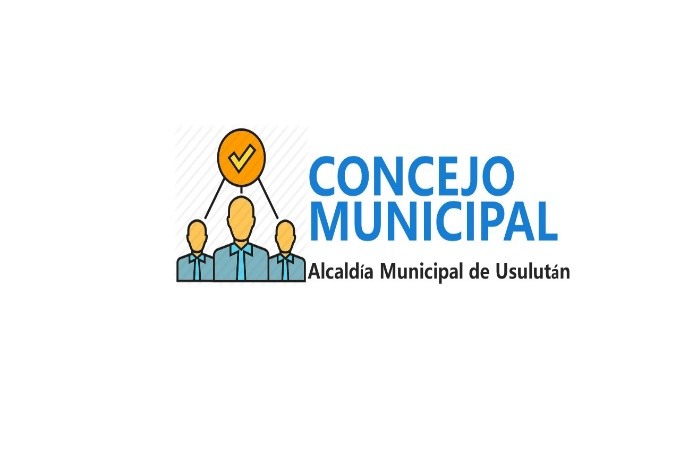 CONCEJO
MUNICIPAL
Alcaldía Municipal de Usulután